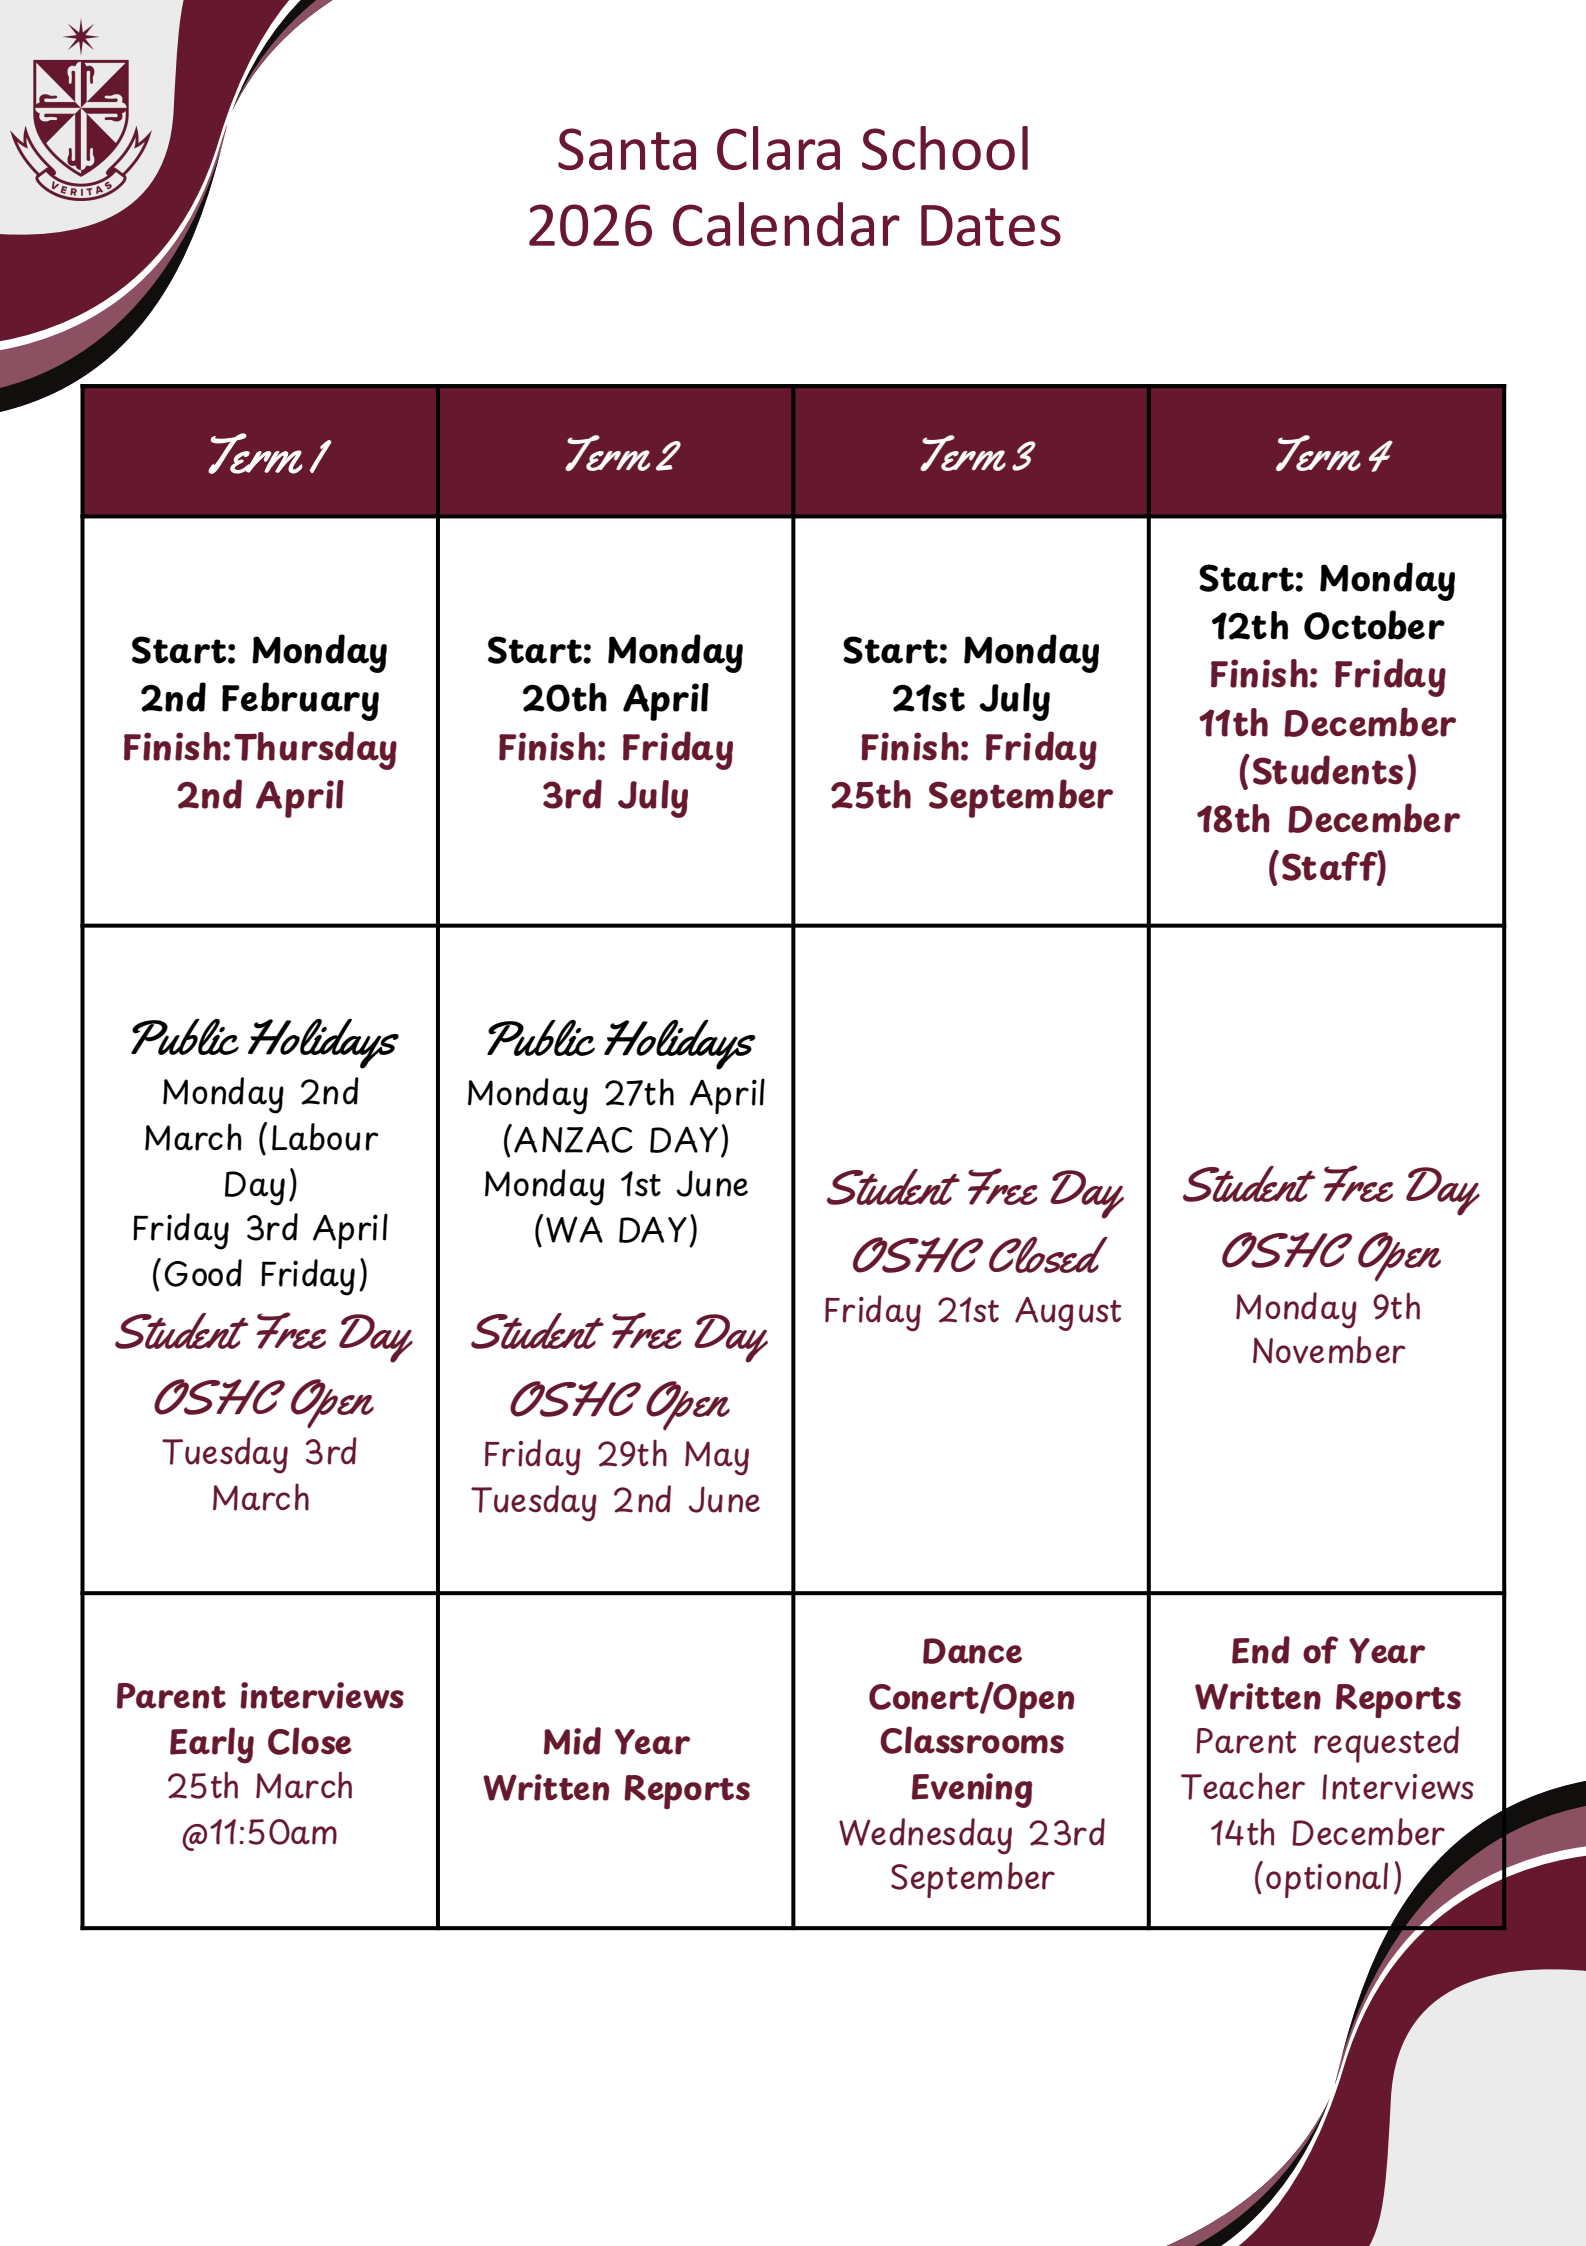 VERITAS
Santa Clara School
2026 Calendar Dates
Term 1
Term 2
Term 3
Term 4
Start: Monday
2nd February
Finish:Thursday
2nd April
Start: Monday
20th April
Finish: Friday
3rd July
Start: Monday
21st July
Finish: Friday
25th September
Start: Monday
12th October
Finish: Friday
11th December
(Students)
18th December
(Staff)
Public Holidays
Monday 2nd
March (Labour
Day)
Friday 3rd April
(Good Friday)
Student Free Day
OSHC Open
Tuesday 3rd
March
Public Holidays
Monday 27th April
(ANZAC DAY)
Monday 1st June
(WA DAY)
Student Free Day
OSHC Open
Friday 29th May
Tuesday 2nd June
Student Free Day
OSHC Closed
Friday 21st August
Student Free Day
OSHC Open
Monday 9th
November
Parent interviews
Early Close
25th March
@11:50am
Mid Year
Written Reports
Dance
Conert/Open
Classrooms
Evening
Wednesday 23rd
September
End of Year
Written Reports
Parent requested
Teacher Interviews
14th December
(optional)